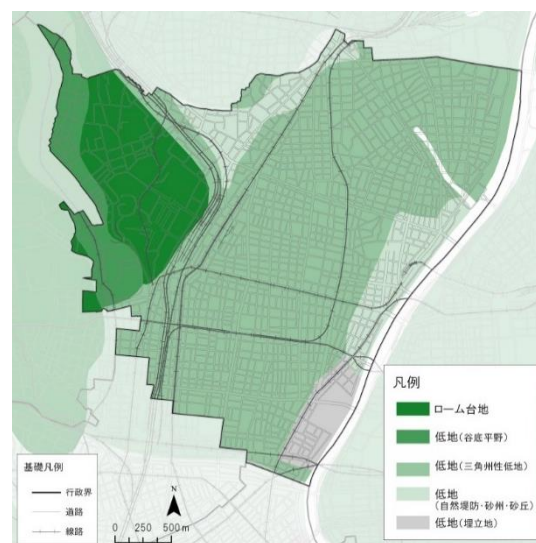 凡例
ローム台地
低地(谷底平野)
低地(三角州性低地)
低地
(自然堤防・砂州・砂丘)
低地(埋立地)
基礎凡例
行政界
道路
線路
N
0 250 500 m